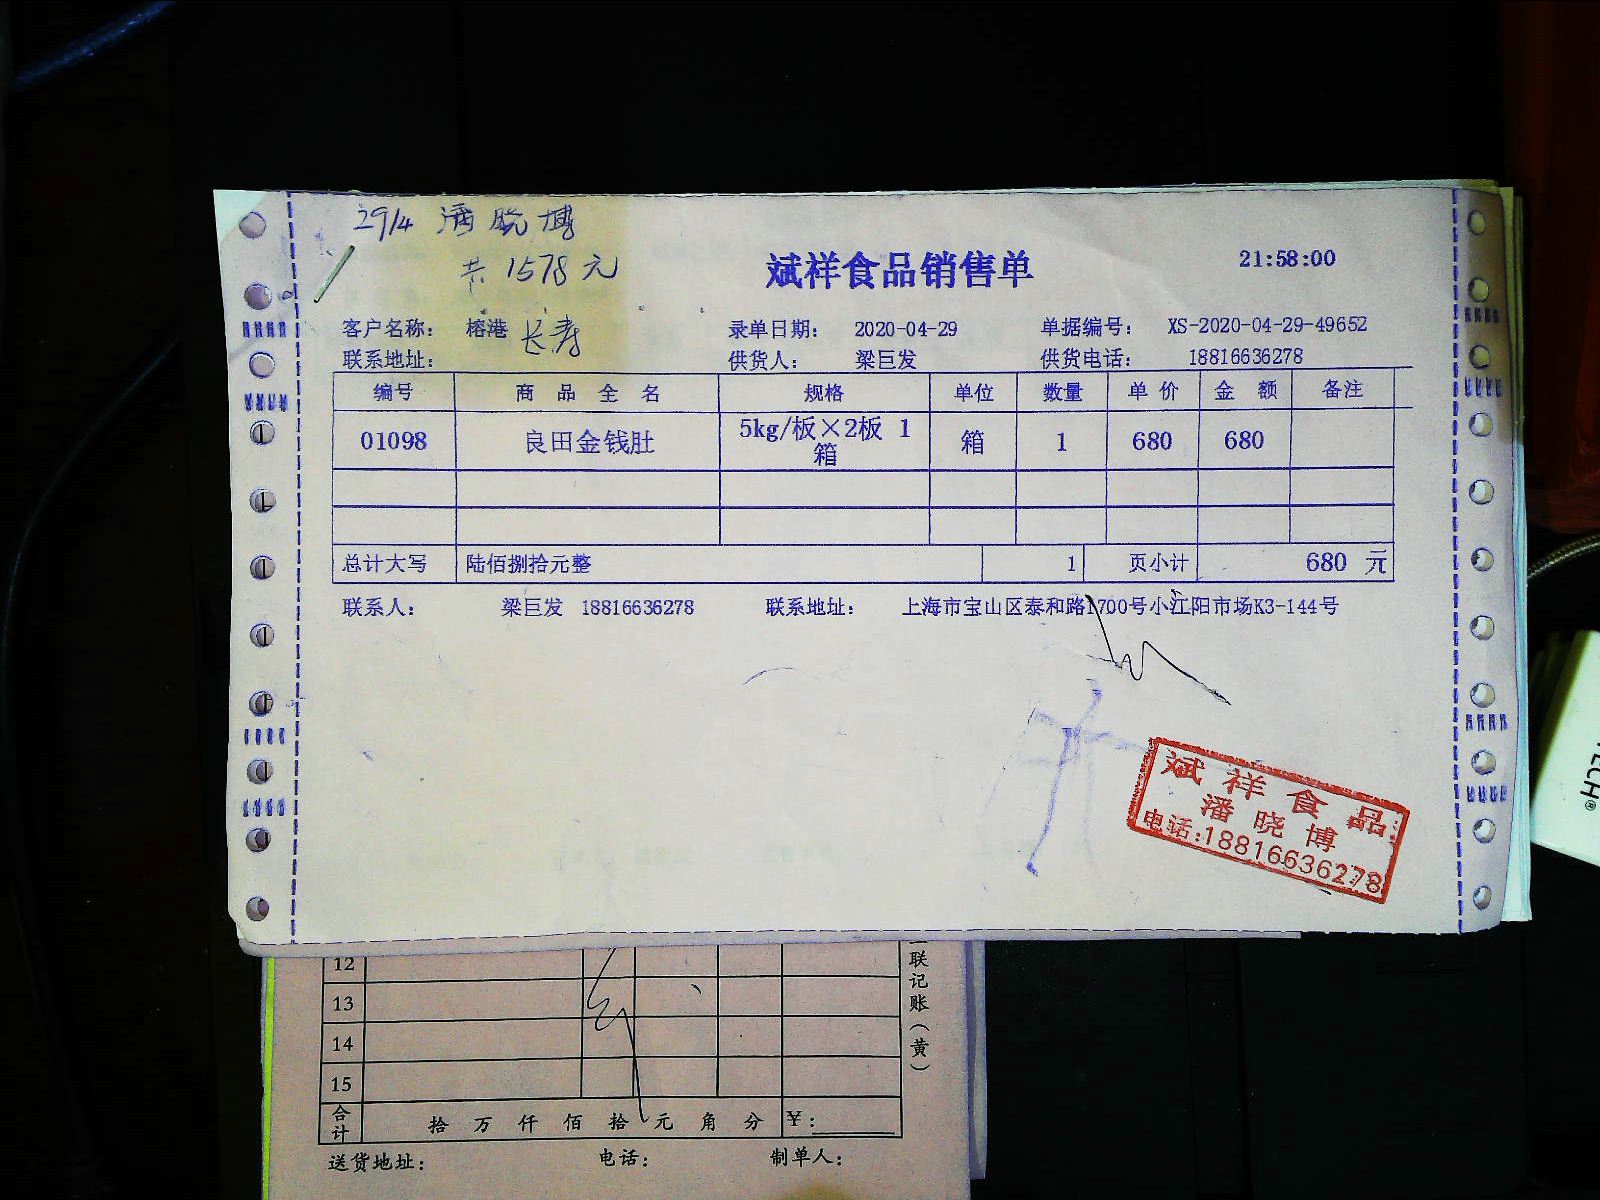 29/4 潘晓博
共1578元
斌祥食品销售单 21:58:00
客户名称: 榕港 长寿 录单日期: 2020-04-29 单据编号: XS-2020-04-29-49652
联系地址: 供货人: 梁巨发 供货电话: 18816636278
编号 商品全名 规格 单位 数量 单价 金额 备注
01098 良田金钱肚 5kg/板×2板 1箱 箱 1 680 680
总计大写 陆佰捌拾元整 1 页小计 680 元
联系人: 梁巨发 18816636278 联系地址: 上海市宝山区泰和路1700号小江阳市场K3-144号
斌祥食品
潘晓博
电话:18816636278
12
13
14
15
合计 拾万仟佰拾元角分 ¥:
送货地址: 电话: 制单人:
联记账(黄)